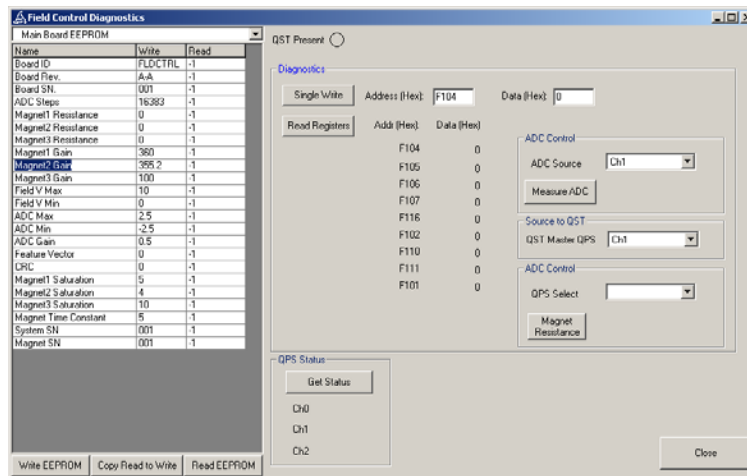 Field Control Diagnostics
Main Board EEPROM
Name Write Read
Board ID FLDCTRL -1
Board Rev. A-A -1
Board SN. 001 -1
ADC Steps 16383 -1
Magnet1 Resistance 0 -1
Magnet2 Resistance 0 -1
Magnet3 Resistance 0 -1
Magnet1 Gain 360 -1
Magnet2 Gain 355.2 -1
Magnet3 Gain 100 -1
Field V Max 10 -1
Field V Min 0 -1
ADC Max 2.5 -1
ADC Min -2.5 -1
ADC Gain 0.5 -1
Feature Vector 0 -1
CRC 0 -1
Magnet1 Saturation 5 -1
Magnet2 Saturation 4 -1
Magnet3 Saturation 10 -1
Magnet Time Constant 5 -1
System SN 001 -1
Magnet SN 001 -1
Write EEPROM Copy Read to Write Read EEPROM
QST Present
Diagnostics
Single Write Address (Hex): F104 Data (Hex): 0
Read Registers Addr (Hex) Data (Hex)
F104 0
F105 0
F106 0
F107 0
F116 0
F102 0
F110 0
F111 0
F101 0
ADC Control
ADC Source Ch1
Measure ADC
Source to QST
QST Master QPS Ch1
ADC Control
QPS Select
Magnet
Resistance
QPS Status
Get Status
Ch0
Ch1
Ch2
Close